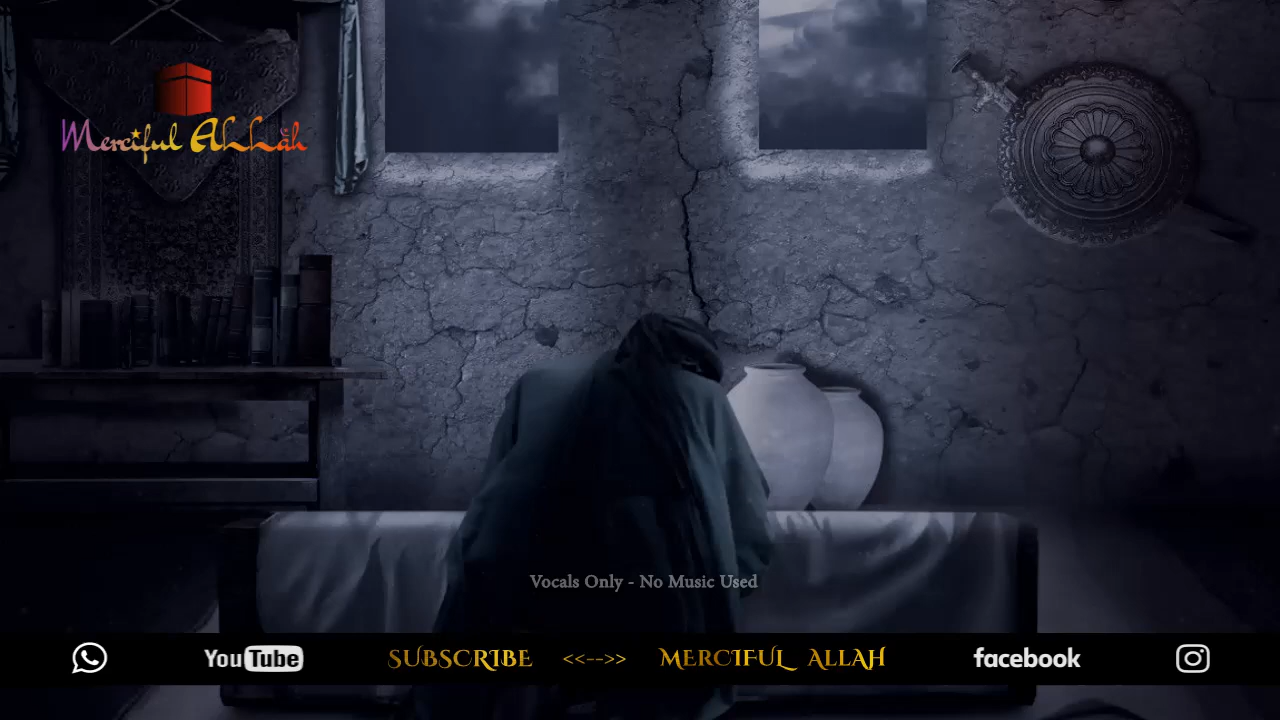 Merciful ALLah
Vocals Only - No Music Used
YouTube SUBSCRIBE <<-->> MERCIFUL ALLAH facebook